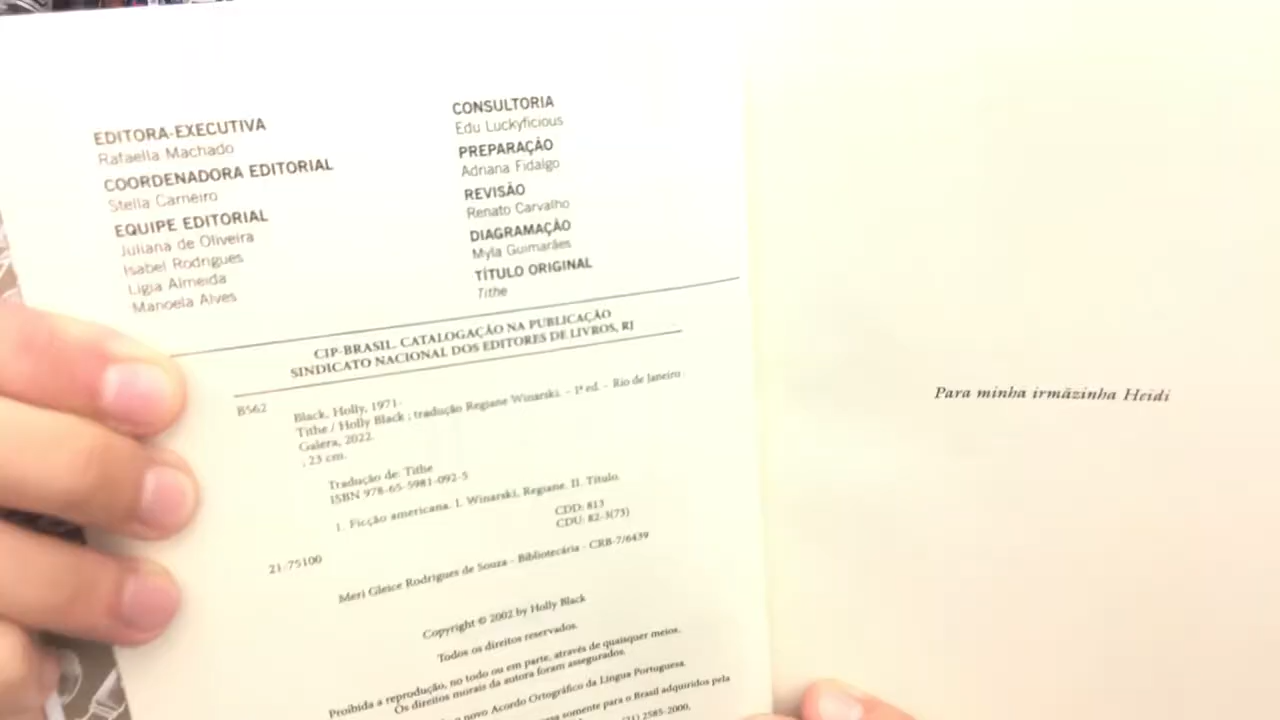 EDITORA-EXECUTIVA
Rafaella Machado
COORDENADORA EDITORIAL
Stella Carneiro
EQUIPE EDITORIAL
Juliana de Oliveira
Isabel Rodrigues
Lígia Almeida
Manoela Alves
CONSULTORIA
Edu Luckyficious
PREPARAÇÃO
Adriana Fidalgo
REVISÃO
Renato Carvalho
DIAGRAMAÇÃO
Myla Guimarães
TÍTULO ORIGINAL
Tithe
CIP-BRASIL. CATALOGAÇÃO NA PUBLICAÇÃO
SINDICATO NACIONAL DOS EDITORES DE LIVROS, RJ
B562
Black, Holly, 1971-
Tithe / Holly Black ; tradução Regiane Winarski. - 1ª ed. - Rio de Janeiro :
Galera, 2022.
; 23 cm.
Tradução de: Tithe
ISBN 978-65-5981-092-5
1. Ficção americana. I. Winarski, Regiane. II. Título.
CDD: 813
CDU: 82-3(73)
21-75100
Meri Gleice Rodrigues de Souza - Bibliotecária - CRB-7/6439
Copyright © 2002 by Holly Black
Todos os direitos reservados.
Proibida a reprodução, no todo ou em parte, através de quaisquer meios.
Os direitos morais da autora foram assegurados.
novo Acordo Ortográfico da Língua Portuguesa.
somente para o Brasil adquiridos pela
2585-2000,
Para minha irmãzinha Heidi